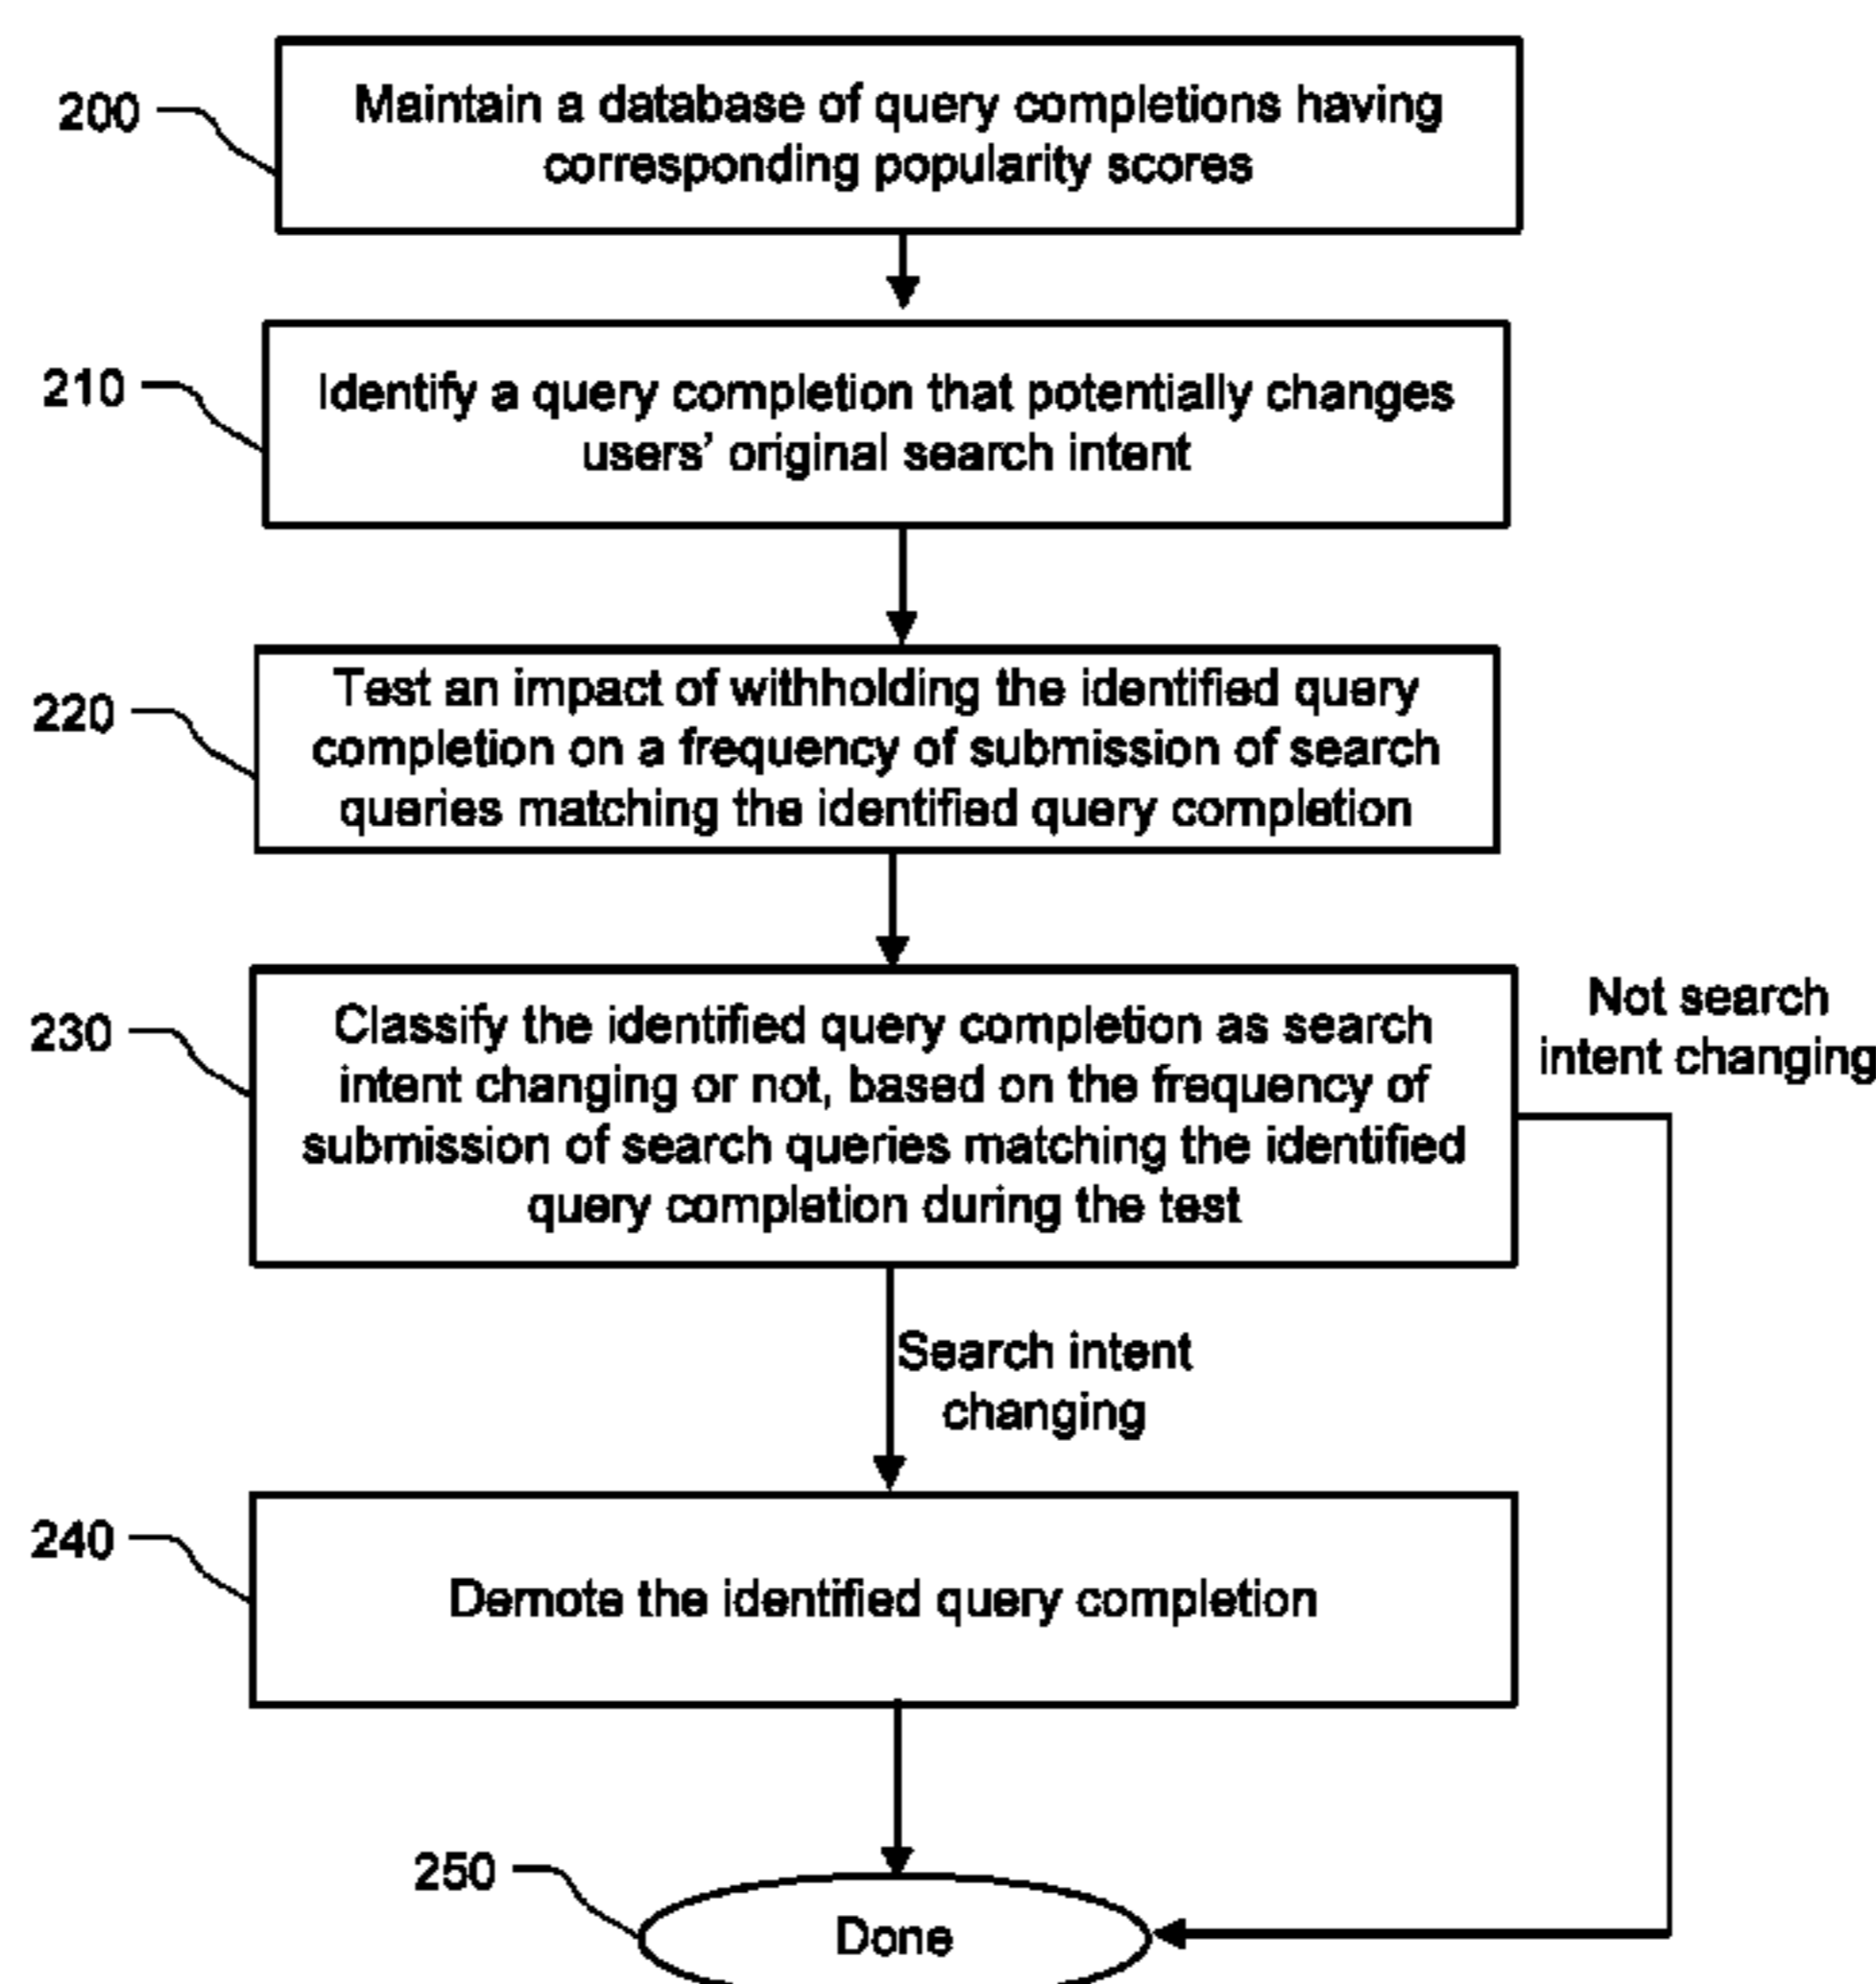 200
Maintain a database of query completions having
corresponding popularity scores
210
Identify a query completion that potentially changes
users' original search intent
220
Test an impact of withholding the identified query
completion on a frequency of submission of search
queries matching the identified query completion
230
Classify the identified query completion as search
intent changing or not, based on the frequency of
submission of search queries matching the identified
query completion during the test
Not search
intent changing
Search intent
changing
240
Demote the identified query completion
250
Done